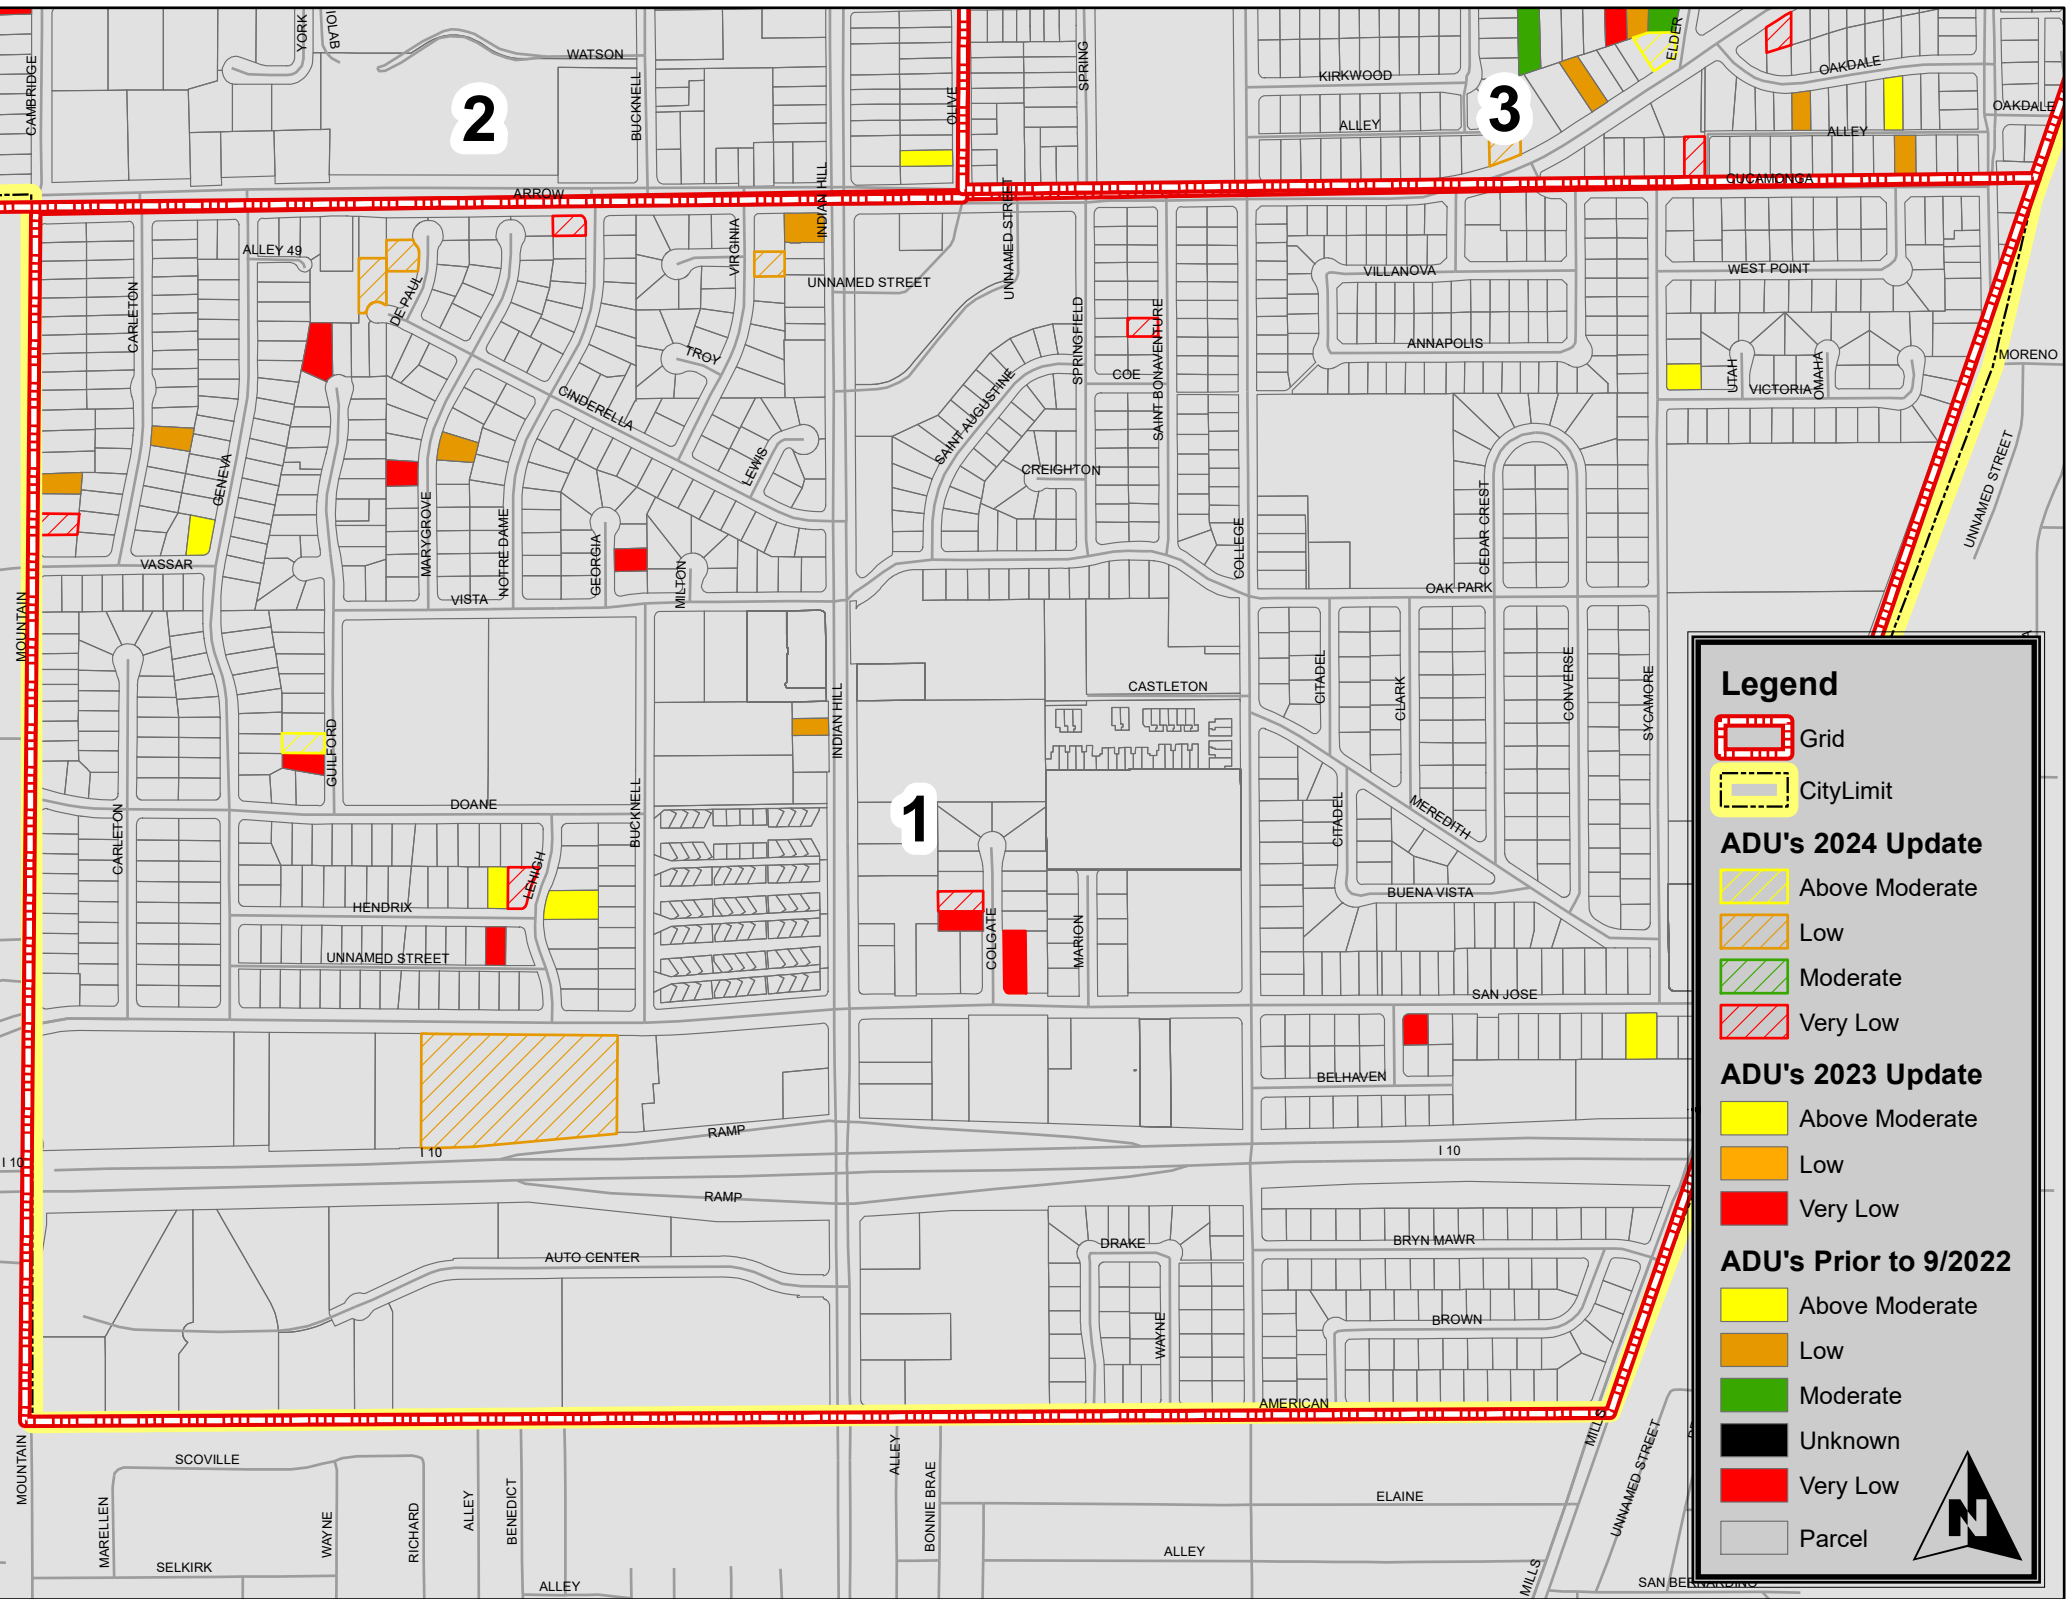 YORK
IOLAB
WATSON
CAMBRIDGE
BUCKNELL
2
OLIVE
SPRING
KIRKWOOD
ALLEY
3
ELDER
OAKDALE
OAKDALE
ALLEY
CUCAMONGA
ARROW
INDIAN HILL
UNNAMED STREET
ALLEY 49
DE PAUL
VIRGINIA
UNNAMED STREET
VILLANOVA
WEST POINT
CARLETON
SPRINGFIELD
SAINT BONAVENTURE
ANNAPOLIS
TROY
COE
UTAH
OMAHA
VICTORIA
MORENO
CINDERELLA
SAINT AUGUSTINE
GENEVA
LEWIS
CREIGHTON
UNNAMED STREET
MARYGROVE
NOTRE DAME
GEORGIA
MILTON
COLLEGE
CEDAR CREST
VASSAR
VISTA
OAK PARK
MOUNTAIN
CASTLETON
CITADEL
CLARK
CONVERSE
SYCAMORE
INDIAN HILL
GUILFORD
DOANE
BUCKNELL
CARLETON
1
CITADEL
MEREDITH
LEHIGH
BUENA VISTA
HENDRIX
COLGATE
MARION
UNNAMED STREET
SAN JOSE
BELHAVEN
RAMP
I 10
I 10
I 10
RAMP
AUTO CENTER
DRAKE
BRYN MAWR
WAYNE
BROWN
AMERICAN
MILLS
MOUNTAIN
SCOVILLE
ALLEY
BONNIE BRAE
UNNAMED STREET
MARELLEN
WAYNE
RICHARD
ALLEY
BENEDICT
ELAINE
SELKIRK
ALLEY
ALLEY
MILLS
SAN BERNARDINO
Legend
Grid
CityLimit
ADU's 2024 Update
Above Moderate
Low
Moderate
Very Low
ADU's 2023 Update
Above Moderate
Low
Very Low
ADU's Prior to 9/2022
Above Moderate
Low
Moderate
Unknown
Very Low
Parcel
N